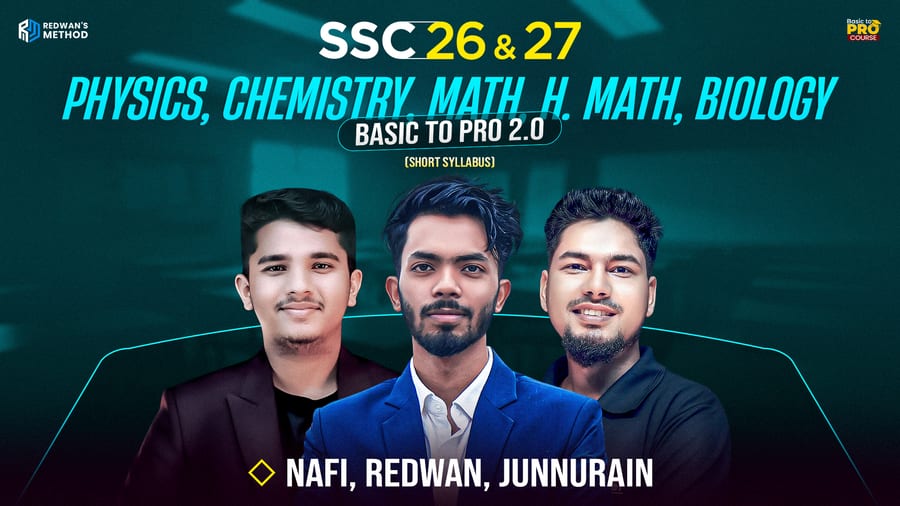 REDWAN'S
METHOD
SSC 26 & 27
Basic to
PRO
COURSE
PHYSICS, CHEMISTRY, MATH, H. MATH, BIOLOGY
BASIC TO PRO 2.0
(SHORT SYLLABUS)
NAFI, REDWAN, JUNNURAIN